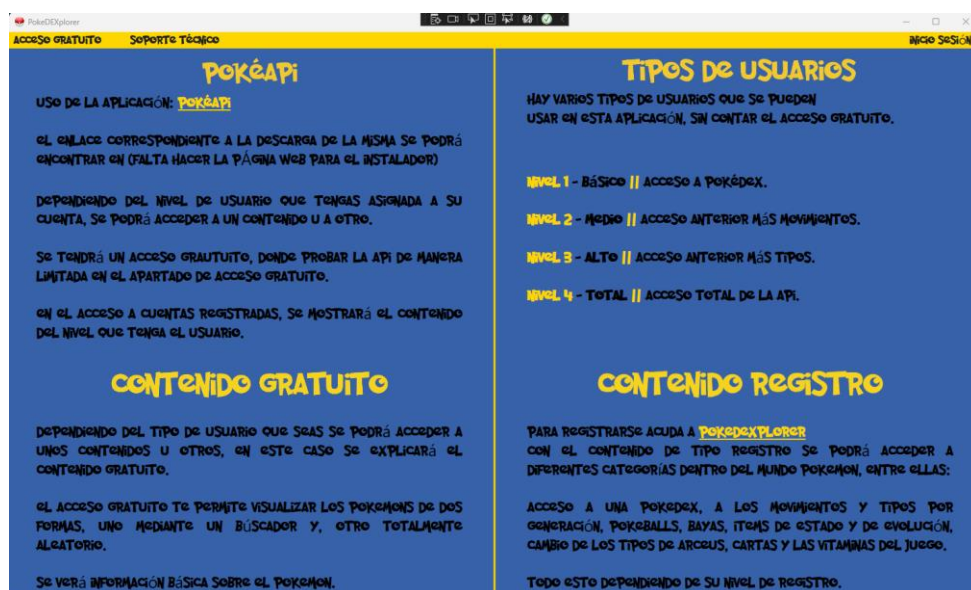 PokeDEXplorer
ACCESO GRATUITO SOPORTE TÉCNICO INICIO SESIÓN
POKÉAPI
USO DE LA APLICACIÓN: POKÉAPI
EL ENLACE CORRESPONDIENTE A LA DESCARGA DE LA MISMA SE PODRÁ
ENCONTRAR EN (FALTA HACER LA PÁGINA WEB PARA EL INSTALADOR)
DEPENDIENDO DEL NIVEL DE USUARIO QUE TENGAS ASIGNADA A SU
CUENTA, SE PODRÁ ACCEDER A UN CONTENIDO U A OTRO.
SE TENDRÁ UN ACCESO GRAUTUITO, DONDE PROBAR LA API DE MANERA
LIMITADA EN EL APARTADO DE ACCESO GRATUITO.
EN EL ACCESO A CUENTAS REGISTRADAS, SE MOSTRARÁ EL CONTENIDO
DEL NIVEL QUE TENGA EL USUARIO.
TIPOS DE USUARIOS
HAY VARIOS TIPOS DE USUARIOS QUE SE PUEDEN
USAR EN ESTA APLICACIÓN, SIN CONTAR EL ACCESO GRATUITO.
NIVEL 1 - BÁSICO || ACCESO A POKÉDEX.
NIVEL 2 - MEDIO || ACCESO ANTERIOR MÁS MOVIMIENTOS.
NIVEL 3 - ALTO || ACCESO ANTERIOR MÁS TIPOS.
NIVEL 4 - TOTAL || ACCESO TOTAL DE LA API.
CONTENIDO GRATUITO
DEPENDIENDO DEL TIPO DE USUARIO QUE SEAS SE PODRÁ ACCEDER A
UNOS CONTENIDOS U OTROS, EN ESTE CASO SE EXPLICARÁ EL
CONTENIDO GRATUITO.
EL ACCESO GRATUITO TE PERMITE VISUALIZAR LOS POKEMONS DE DOS
FORMAS, UNO MEDIANTE UN BÚSCADOR Y, OTRO TOTALMENTE
ALEATORIO.
SE VERÁ INFORMACIÓN BÁSICA SOBRE EL POKEMON.
CONTENIDO REGISTRO
PARA REGISTRARSE ACUDA A POKEDEXPLORER
CON EL CONTENIDO DE TIPO REGISTRO SE PODRÁ ACCEDER A
DIFERENTES CATEGORÍAS DENTRO DEL MUNDO POKEMON, ENTRE ELLAS:
ACCESO A UNA POKEDEX, A LOS MOVIMIENTOS Y TIPOS POR
GENERACIÓN, POKEBALLS, BAYAS, ITEMS DE ESTADO Y DE EVOLUCIÓN,
CAMBIO DE LOS TIPOS DE ARCEUS, CARTAS Y LAS VITAMINAS DEL JUEGO.
TODO ESTO DEPENDIENDO DE SU NIVEL DE REGISTRO.